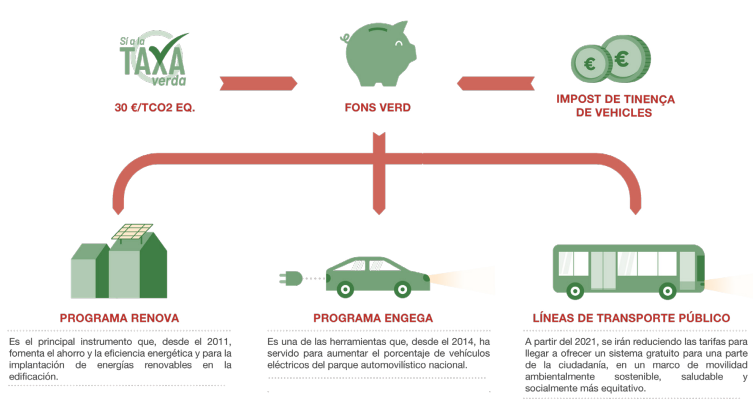 Sí a la
TAXA
verda
30 €/TCO2 EQ.
FONS VERD
€ €
IMPOST DE TINENÇA
DE VEHICLES
PROGRAMA RENOVA
Es el principal instrumento que, desde el 2011,
fomenta el ahorro y la eficiencia energética y para la
implantación de energías renovables en la
edificación.
PROGRAMA ENGEGA
Es una de las herramientas que, desde el 2014, ha
servido para aumentar el porcentaje de vehículos
eléctricos del parque automovilístico nacional.
LÍNEAS DE TRANSPORTE PÚBLICO
A partir del 2021, se irán reduciendo las tarifas para
llegar a ofrecer un sistema gratuito para una parte
de la ciudadanía, en un marco de movilidad
ambientalmente sostenible, saludable y
socialmente más equitativo.